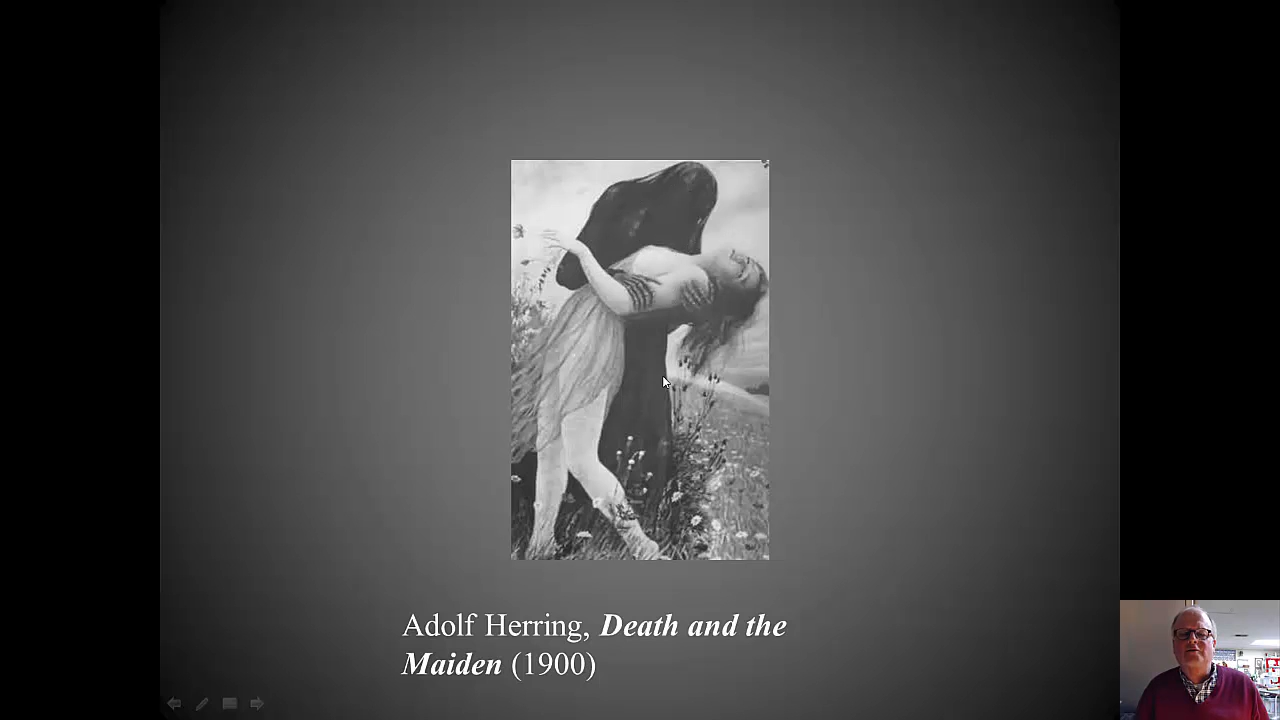 Adolf Herring, Death and the
Maiden (1900)